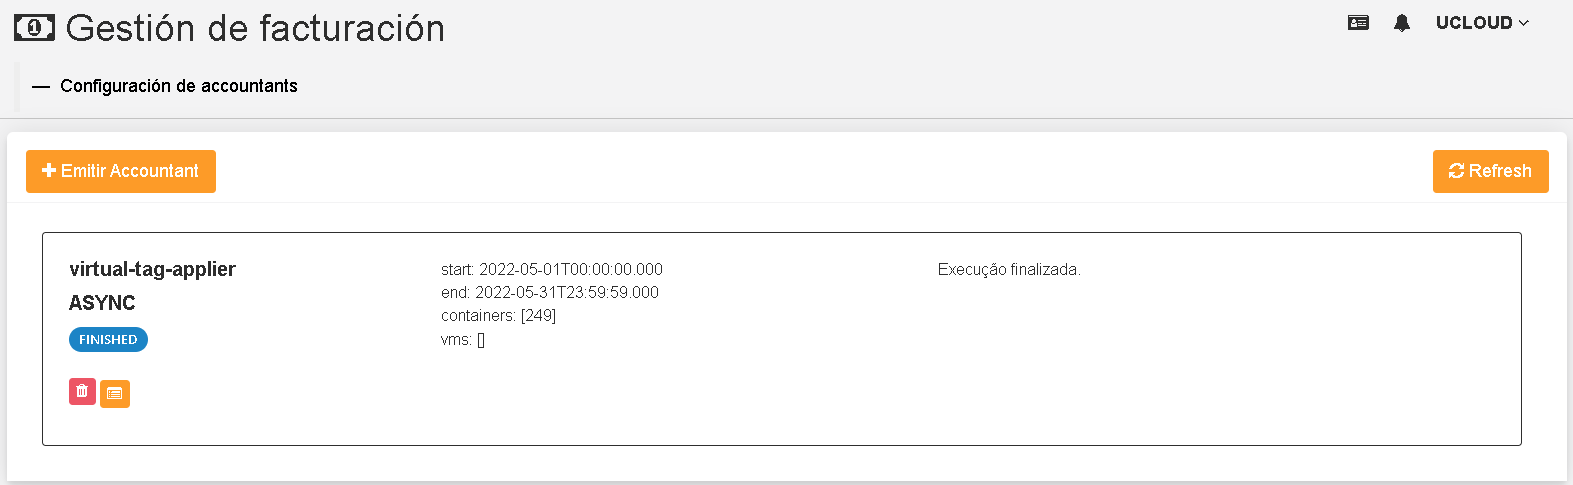 Gestión de facturación
UCLOUD
Configuración de accountants
Emitir Accountant
Refresh
virtual-tag-applier
ASYNC
FINISHED
start: 2022-05-01T00:00:00.000
end: 2022-05-31T23:59:59.000
containers: [249]
vms: []
Execução finalizada.